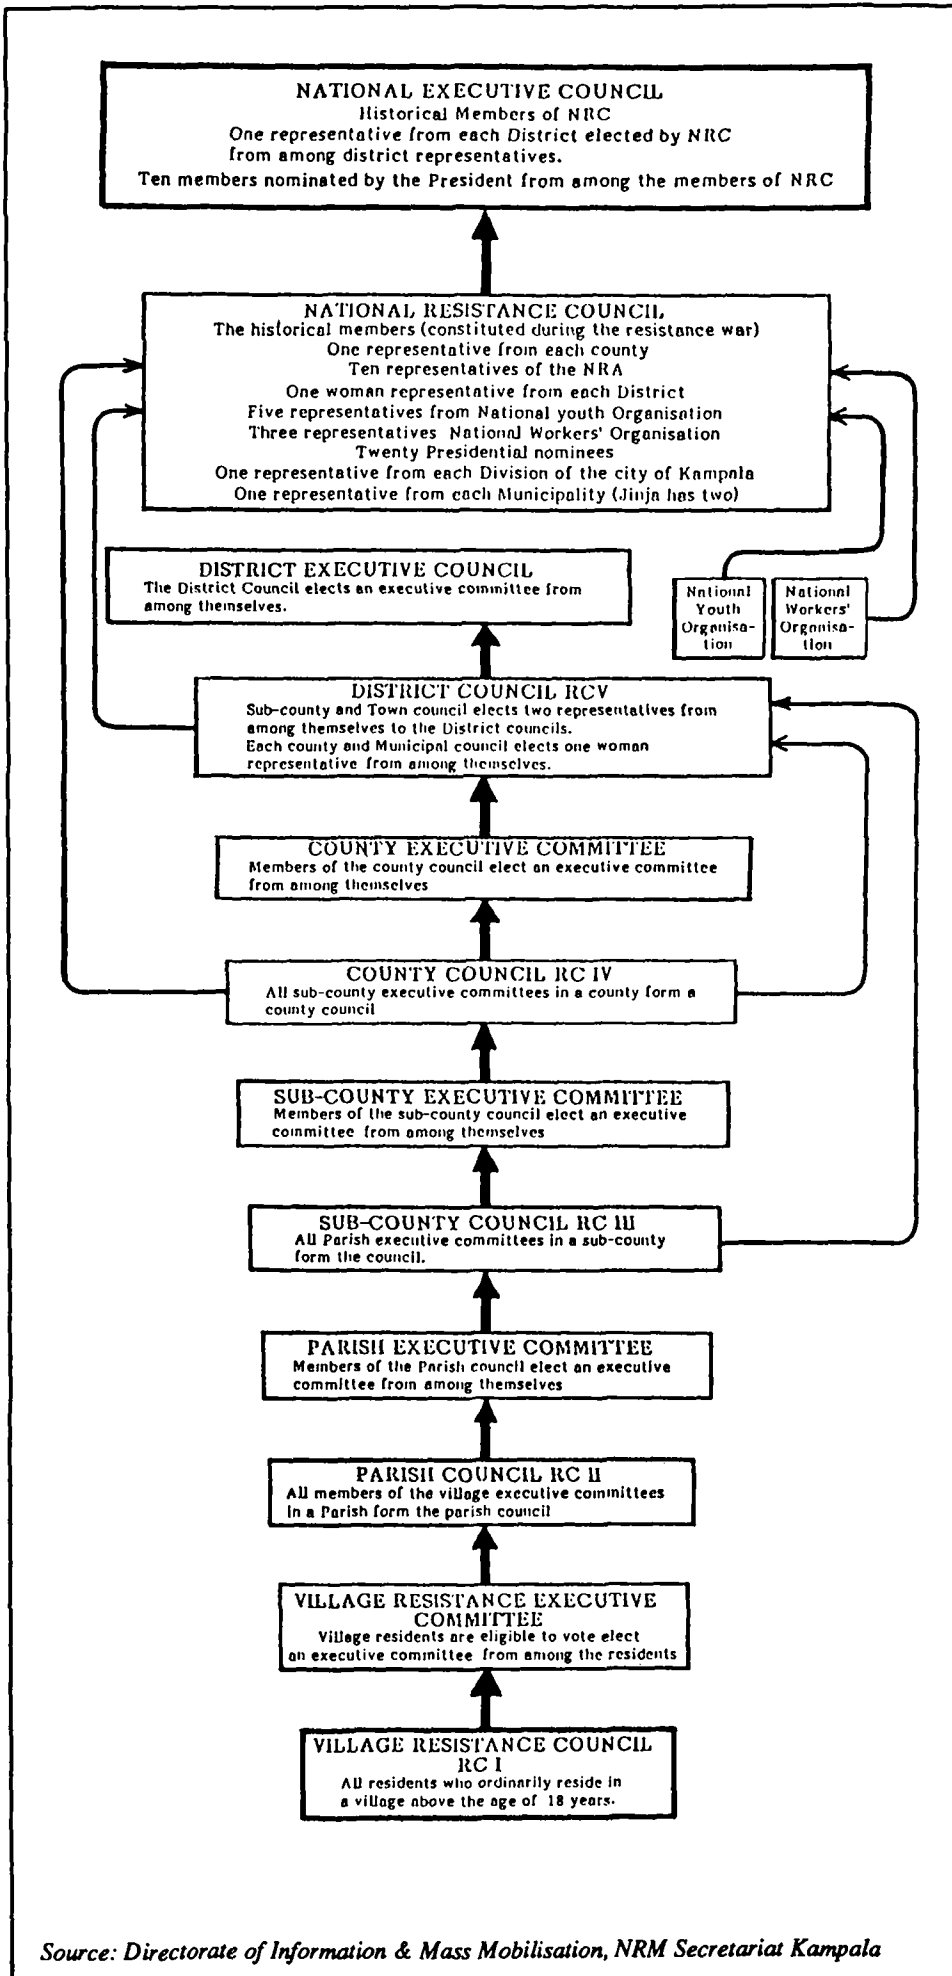 NATIONAL EXECUTIVE COUNCIL
Historical Members of NRC
One representative from each District elected by NRC
from among district representatives.
Ten members nominated by the President from among the members of NRC
NATIONAL RESISTANCE COUNCIL
The historical members (constituted during the resistance war)
One representative from each county
Ten representatives of the NRA
One woman representative from each District
Five representatives from National youth Organisation
Three representatives National Workers' Organisation
Twenty Presidential nominees
One representative from each Division of the city of Kampala
One representative from each Municipality (Jinja has two)
DISTRICT EXECUTIVE COUNCIL
The District Council elects an executive committee from
among themselves.
National
Youth
Organisa-
tion
National
Workers'
Organisa-
tion
DISTRICT COUNCIL RCV
Sub-county and Town council elects two representatives from
among themselves to the District councils.
Each county and Municipal council elects one woman
representative from among themselves.
COUNTY EXECUTIVE COMMITTEE
Members of the county council elect an executive committee
from among themselves
COUNTY COUNCIL RC IV
All sub-county executive committees in a county form a
county council
SUB-COUNTY EXECUTIVE COMMITTEE
Members of the sub-county council elect an executive
committee from among themselves
SUB-COUNTY COUNCIL RC III
All Parish executive committees in a sub-county
form the council.
PARISH EXECUTIVE COMMITTEE
Members of the Parish council elect an executive
committee from among themselves
PARISH COUNCIL RC II
All members of the village executive committees
in a Parish form the parish council
VILLAGE RESISTANCE EXECUTIVE
COMMITTEE
Village residents are eligible to vote elect
an executive committee from among the residents
VILLAGE RESISTANCE COUNCIL
RC I
All residents who ordinarily reside in
a village above the age of 18 years.
Source: Directorate of Information & Mass Mobilisation, NRM Secretariat Kampala